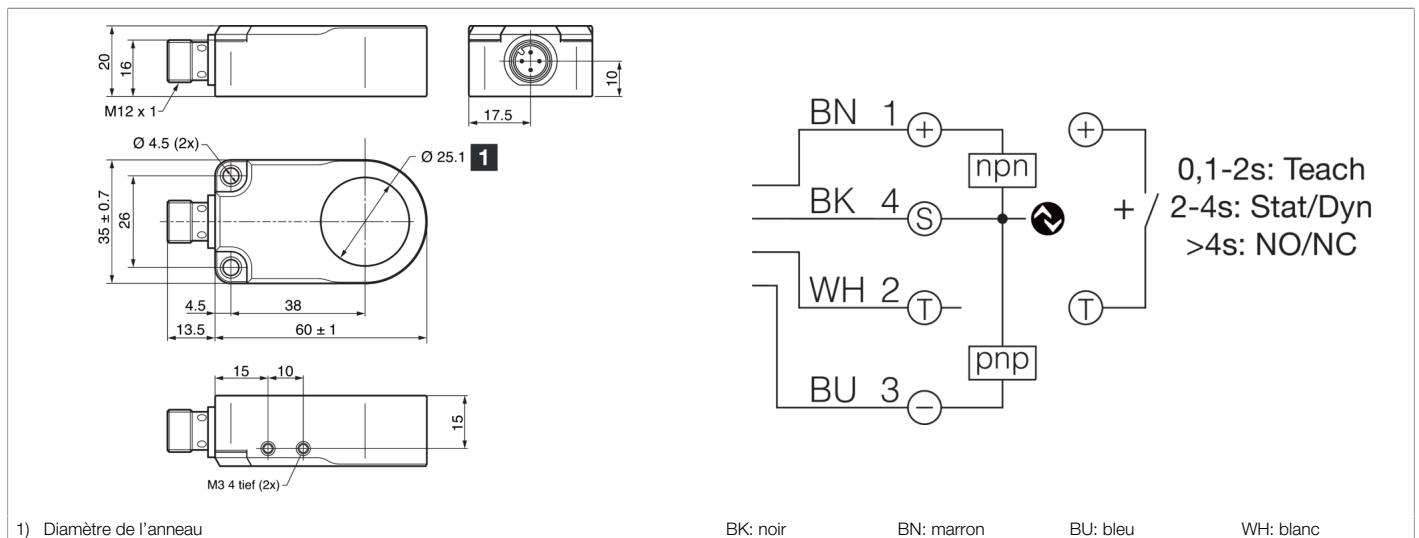 20
16
M12 x 1
10
17.5
Ø 4.5 (2x)
Ø 25.1 1
35 ± 0.7
26
4.5
38
13.5
60 ± 1
15
10
15
M3 4 tief (2x)
BN 1 +
npn
BK 4 S
WH 2 T
pnp
BU 3 −
+
+
T
0,1-2s: Teach
2-4s: Stat/Dyn
>4s: NO/NC
1) Diamètre de l'anneau
BK: noir BN: marron BU: bleu WH: blanc